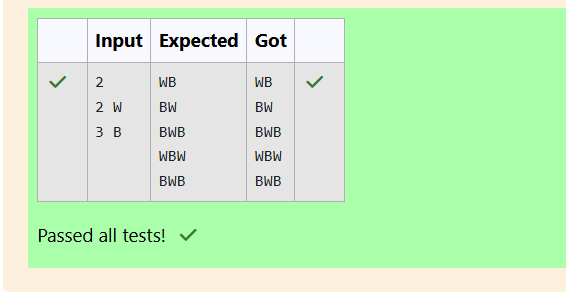 Input Expected Got
2 WB WB
2 W BW BW
3 B BWB BWB
WBW WBW
BWB BWB
Passed all tests!